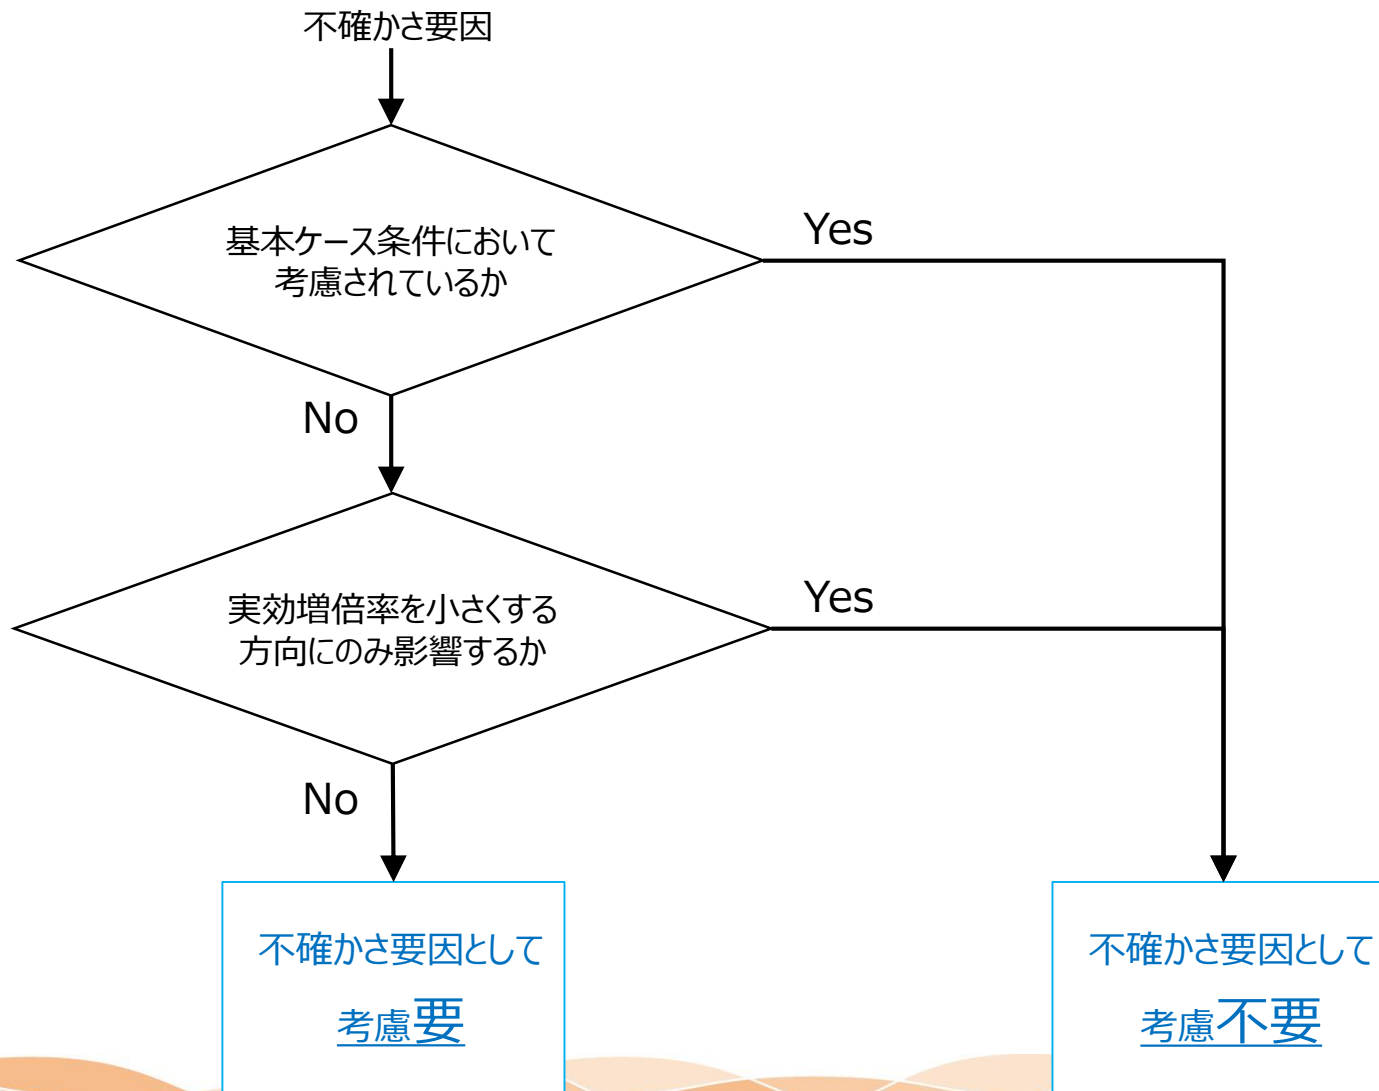 不確かさ要因
基本ケース条件において
考慮されているか
Yes
No
実効増倍率を小さくする
方向にのみ影響するか
Yes
No
不確かさ要因として
考慮要
不確かさ要因として
考慮不要